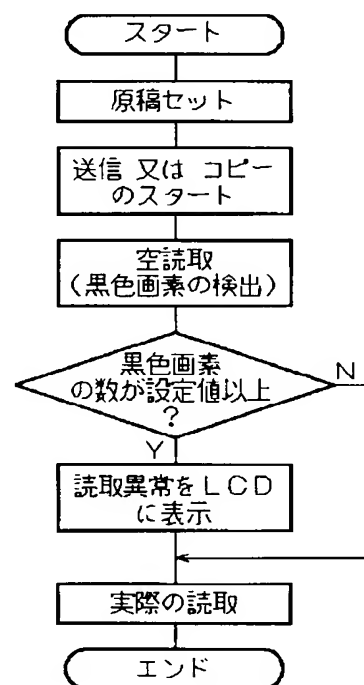 スタート
原稿セット
送信 又は コピー
のスタート
空読取
(黒色画素の検出)
黒色画素
の数が設定値以上
?
N
Y
読取異常をLCD
に表示
実際の読取
エンド